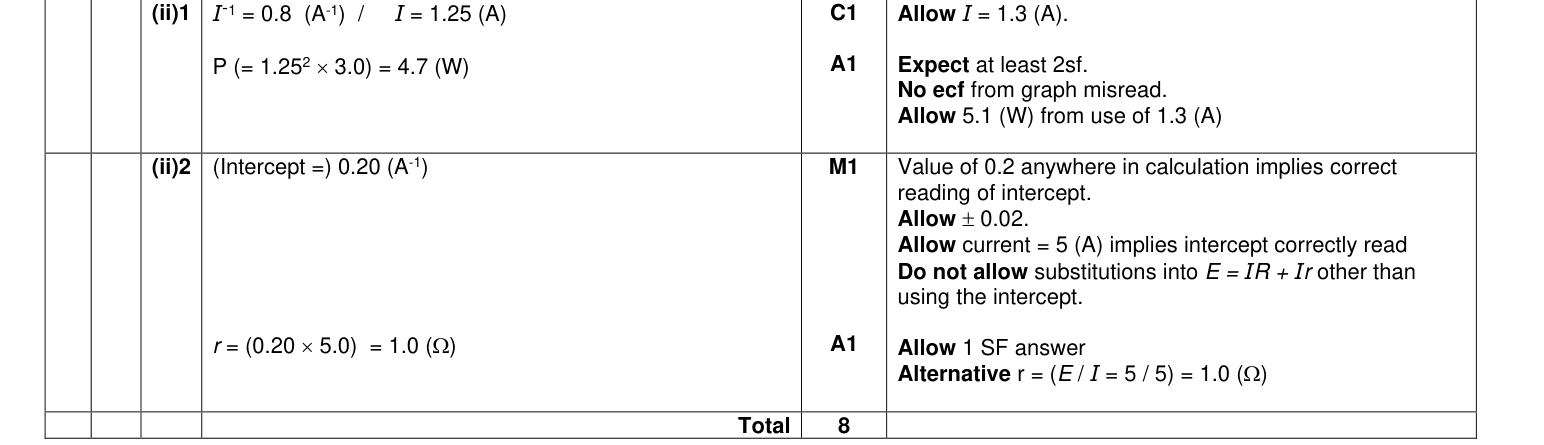 (ii)1 I⁻¹ = 0.8 (A⁻¹) / I = 1.25 (A) C1 Allow I = 1.3 (A).
P (= 1.25² × 3.0) = 4.7 (W) A1 Expect at least 2sf.
No ecf from graph misread.
Allow 5.1 (W) from use of 1.3 (A)
(ii)2 (Intercept =) 0.20 (A⁻¹) M1 Value of 0.2 anywhere in calculation implies correct
reading of intercept.
Allow ± 0.02.
Allow current = 5 (A) implies intercept correctly read
Do not allow substitutions into E = IR + Ir other than
using the intercept.
r = (0.20 × 5.0) = 1.0 (Ω) A1 Allow 1 SF answer
Alternative r = (E / I = 5 / 5) = 1.0 (Ω)
Total 8